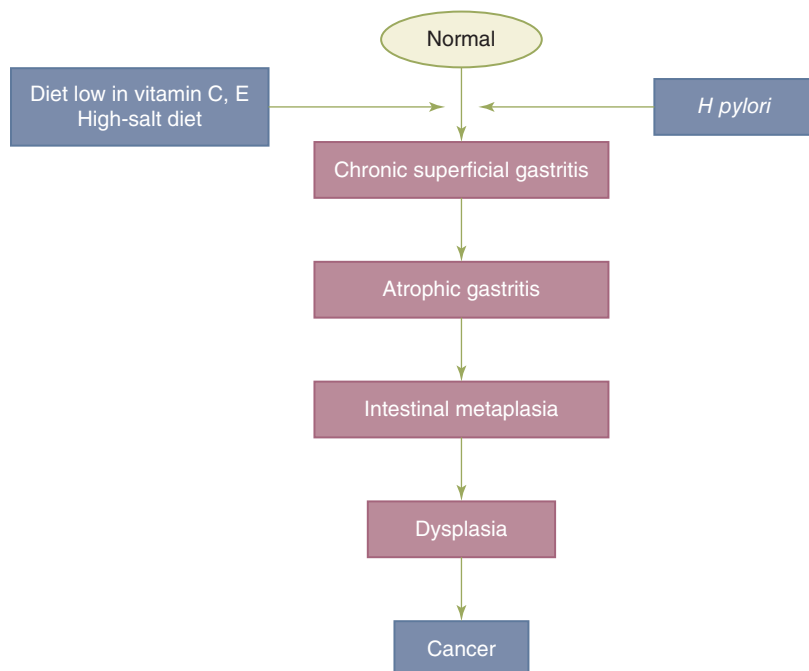 Normal
Diet low in vitamin C, E
High-salt diet
H pylori
Chronic superficial gastritis
Atrophic gastritis
Intestinal metaplasia
Dysplasia
Cancer